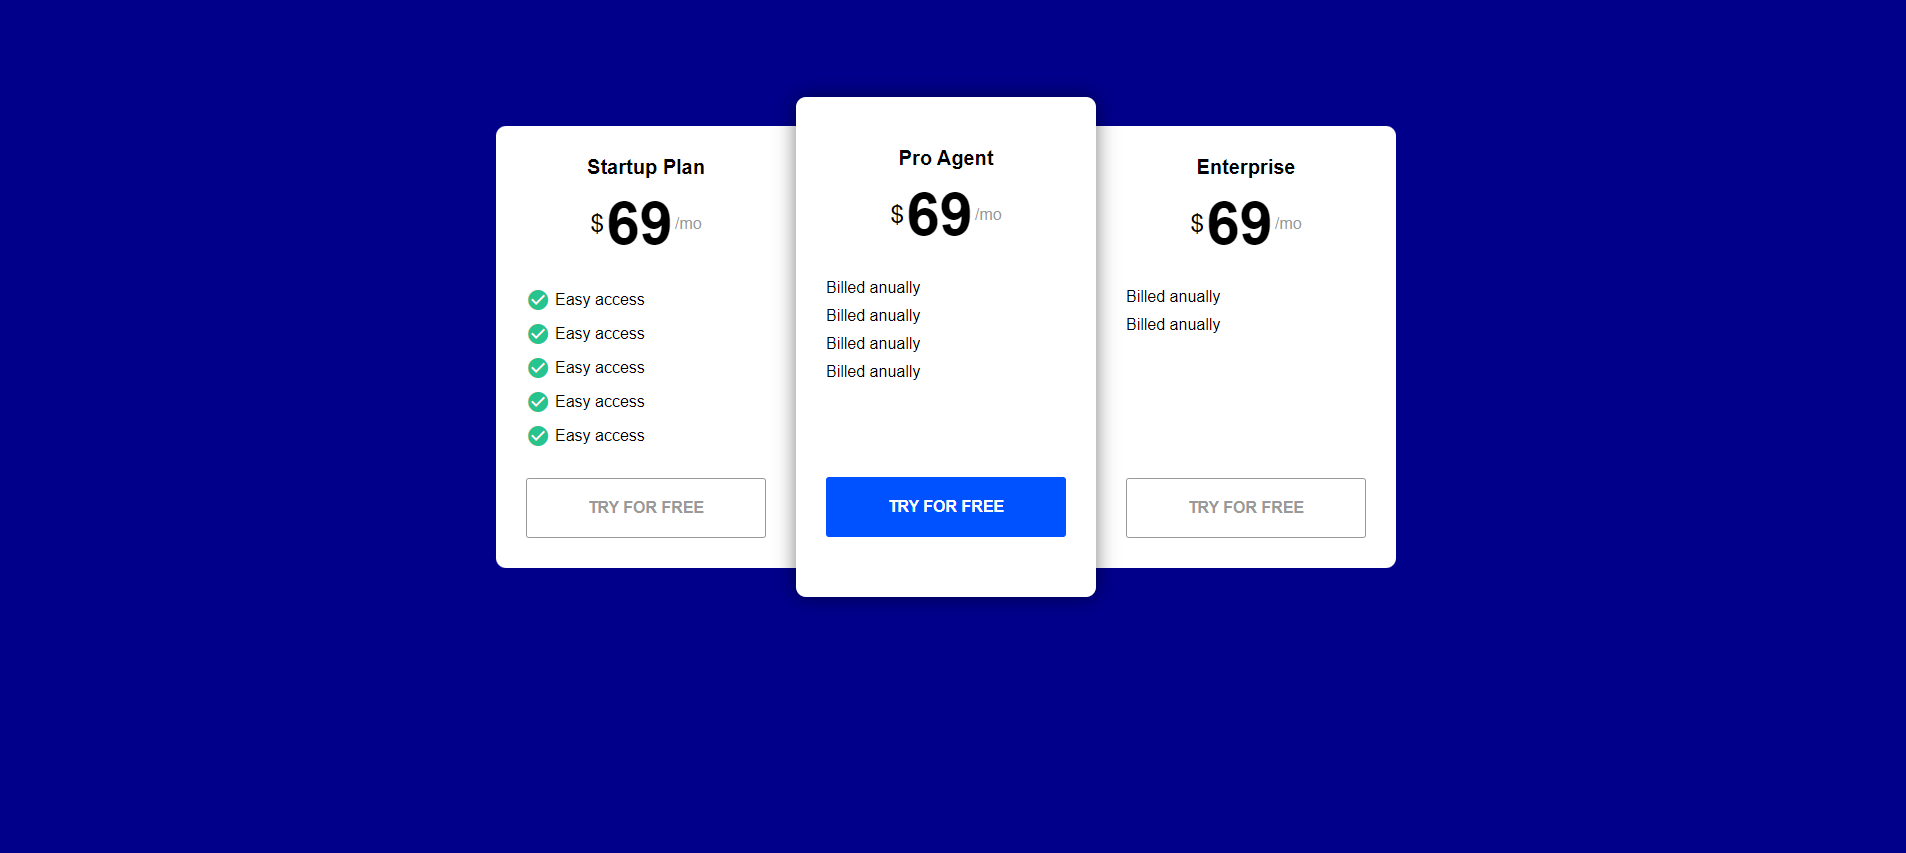 Startup Plan
$69/mo
Easy access
Easy access
Easy access
Easy access
Easy access
TRY FOR FREE
Pro Agent
$69/mo
Billed anually
Billed anually
Billed anually
Billed anually
TRY FOR FREE
Enterprise
$69/mo
Billed anually
Billed anually
TRY FOR FREE